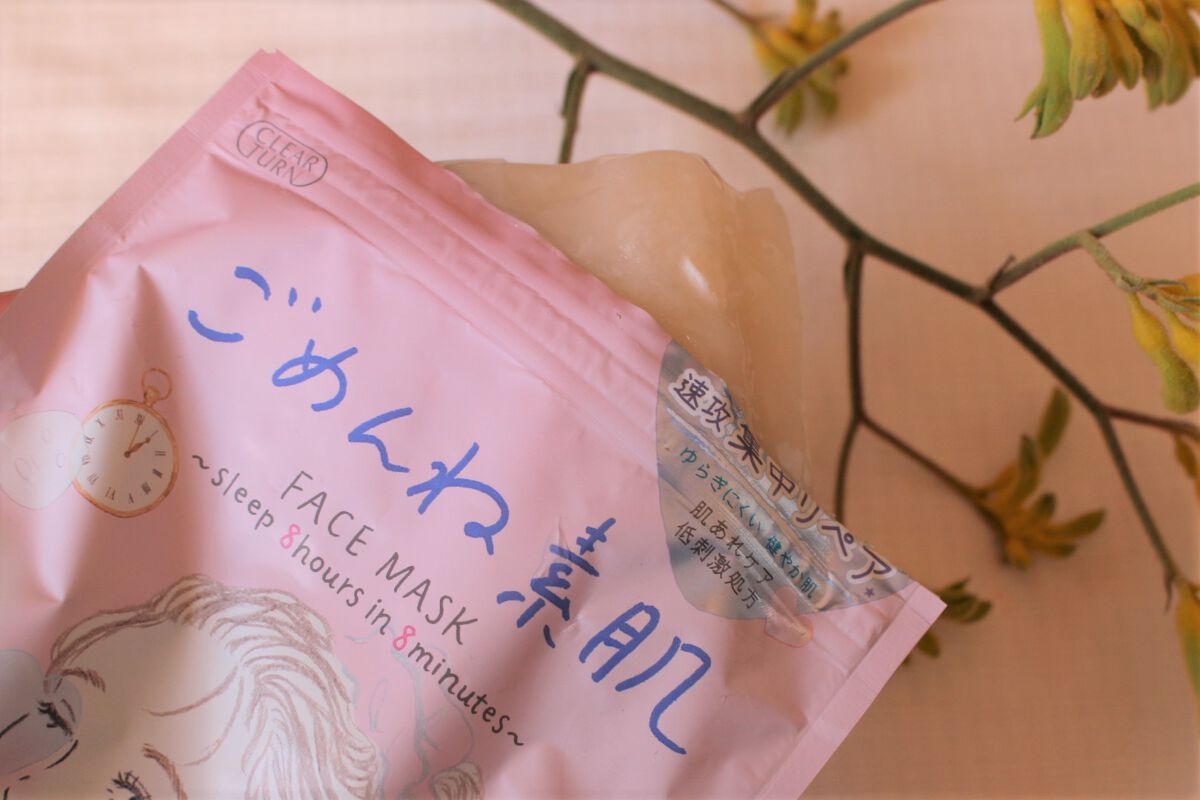 CLEAR
TURN
ごめんね素肌
FACE MASK
~sleep 8hours in 8minutes~
速攻集中リペア
ゆらぎにくい健やか肌
肌あれケア
低刺激処方